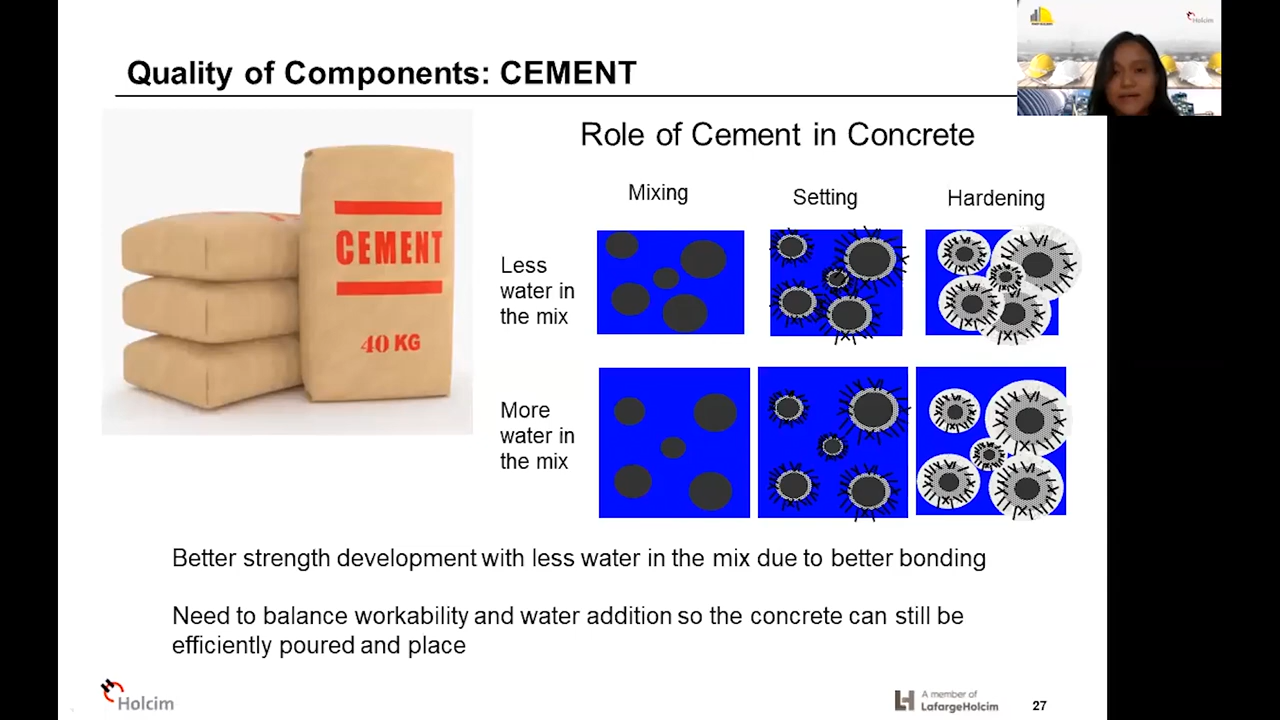 Quality of Components: CEMENT
Holcim
Role of Cement in Concrete
Mixing
Setting
Hardening
CEMENT
40 KG
Less
water in
the mix
More
water in
the mix
Better strength development with less water in the mix due to better bonding
Need to balance workability and water addition so the concrete can still be
efficiently poured and place
Holcim
A member of
LafargeHolcim
27